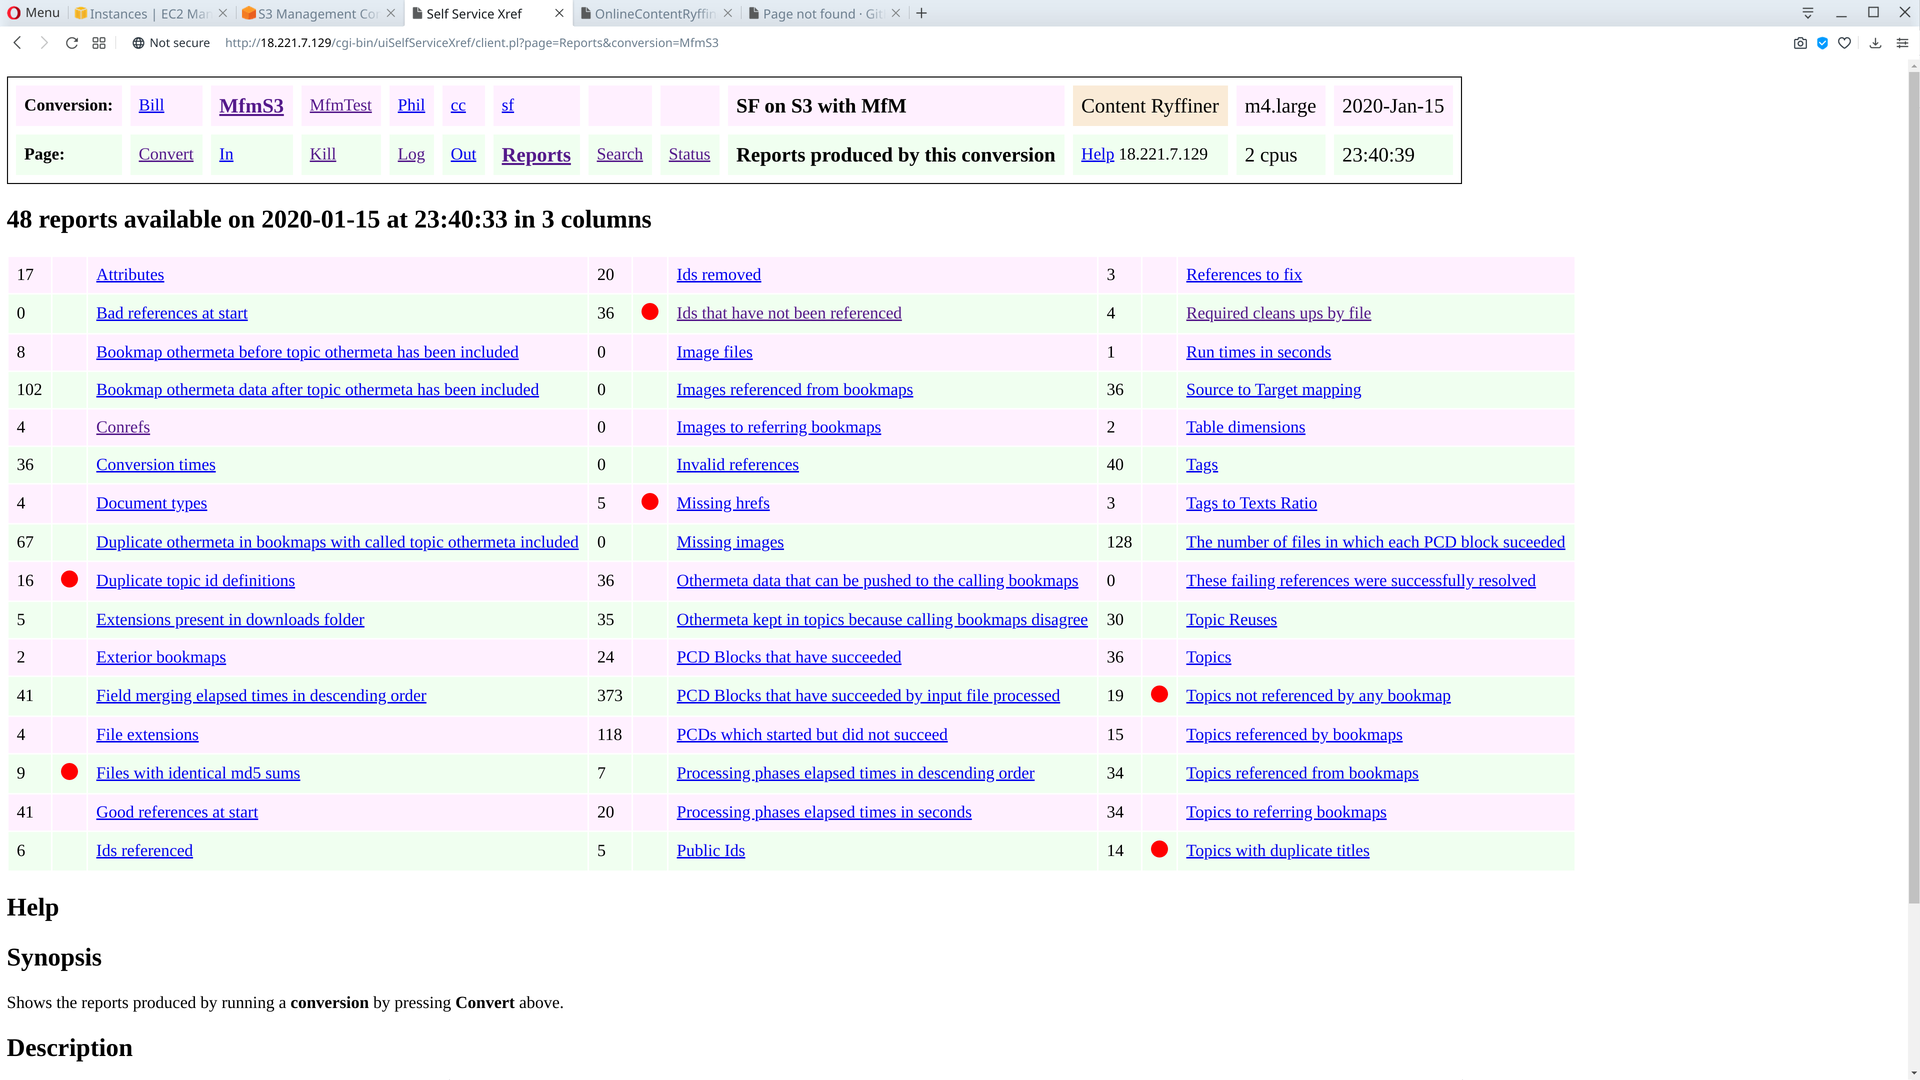 Menu Instances | EC2 Mar S3 Management Co Self Service Xref OnlineContentRyffin Page not found · Git
Not secure http://18.221.7.129/cgi-bin/uiSelfServiceXref/client.pl?page=Reports&conversion=MfmS3
Conversion: Bill MfmS3 MfmTest Phil cc sf SF on S3 with MfM Content Ryffiner m4.large 2020-Jan-15
Page: Convert In Kill Log Out Reports Search Status Reports produced by this conversion Help 18.221.7.129 2 cpus 23:40:39
48 reports available on 2020-01-15 at 23:40:33 in 3 columns
17 Attributes 20 Ids removed 3 References to fix
0 Bad references at start 36 Ids that have not been referenced 4 Required cleans ups by file
8 Bookmap othermeta before topic othermeta has been included 0 Image files 1 Run times in seconds
102 Bookmap othermeta data after topic othermeta has been included 0 Images referenced from bookmaps 36 Source to Target mapping
4 Conrefs 0 Images to referring bookmaps 2 Table dimensions
36 Conversion times 0 Invalid references 40 Tags
4 Document types 5 Missing hrefs 3 Tags to Texts Ratio
67 Duplicate othermeta in bookmaps with called topic othermeta included 0 Missing images 128 The number of files in which each PCD block suceeded
16 Duplicate topic id definitions 36 Othermeta data that can be pushed to the calling bookmaps 0 These failing references were successfully resolved
5 Extensions present in downloads folder 35 Othermeta kept in topics because calling bookmaps disagree 30 Topic Reuses
2 Exterior bookmaps 24 PCD Blocks that have succeeded 36 Topics
41 Field merging elapsed times in descending order 373 PCD Blocks that have succeeded by input file processed 19 Topics not referenced by any bookmap
4 File extensions 118 PCDs which started but did not succeed 15 Topics referenced by bookmaps
9 Files with identical md5 sums 7 Processing phases elapsed times in descending order 34 Topics referenced from bookmaps
41 Good references at start 20 Processing phases elapsed times in seconds 34 Topics to referring bookmaps
6 Ids referenced 5 Public Ids 14 Topics with duplicate titles
Help
Synopsis
Shows the reports produced by running a conversion by pressing Convert above.
Description